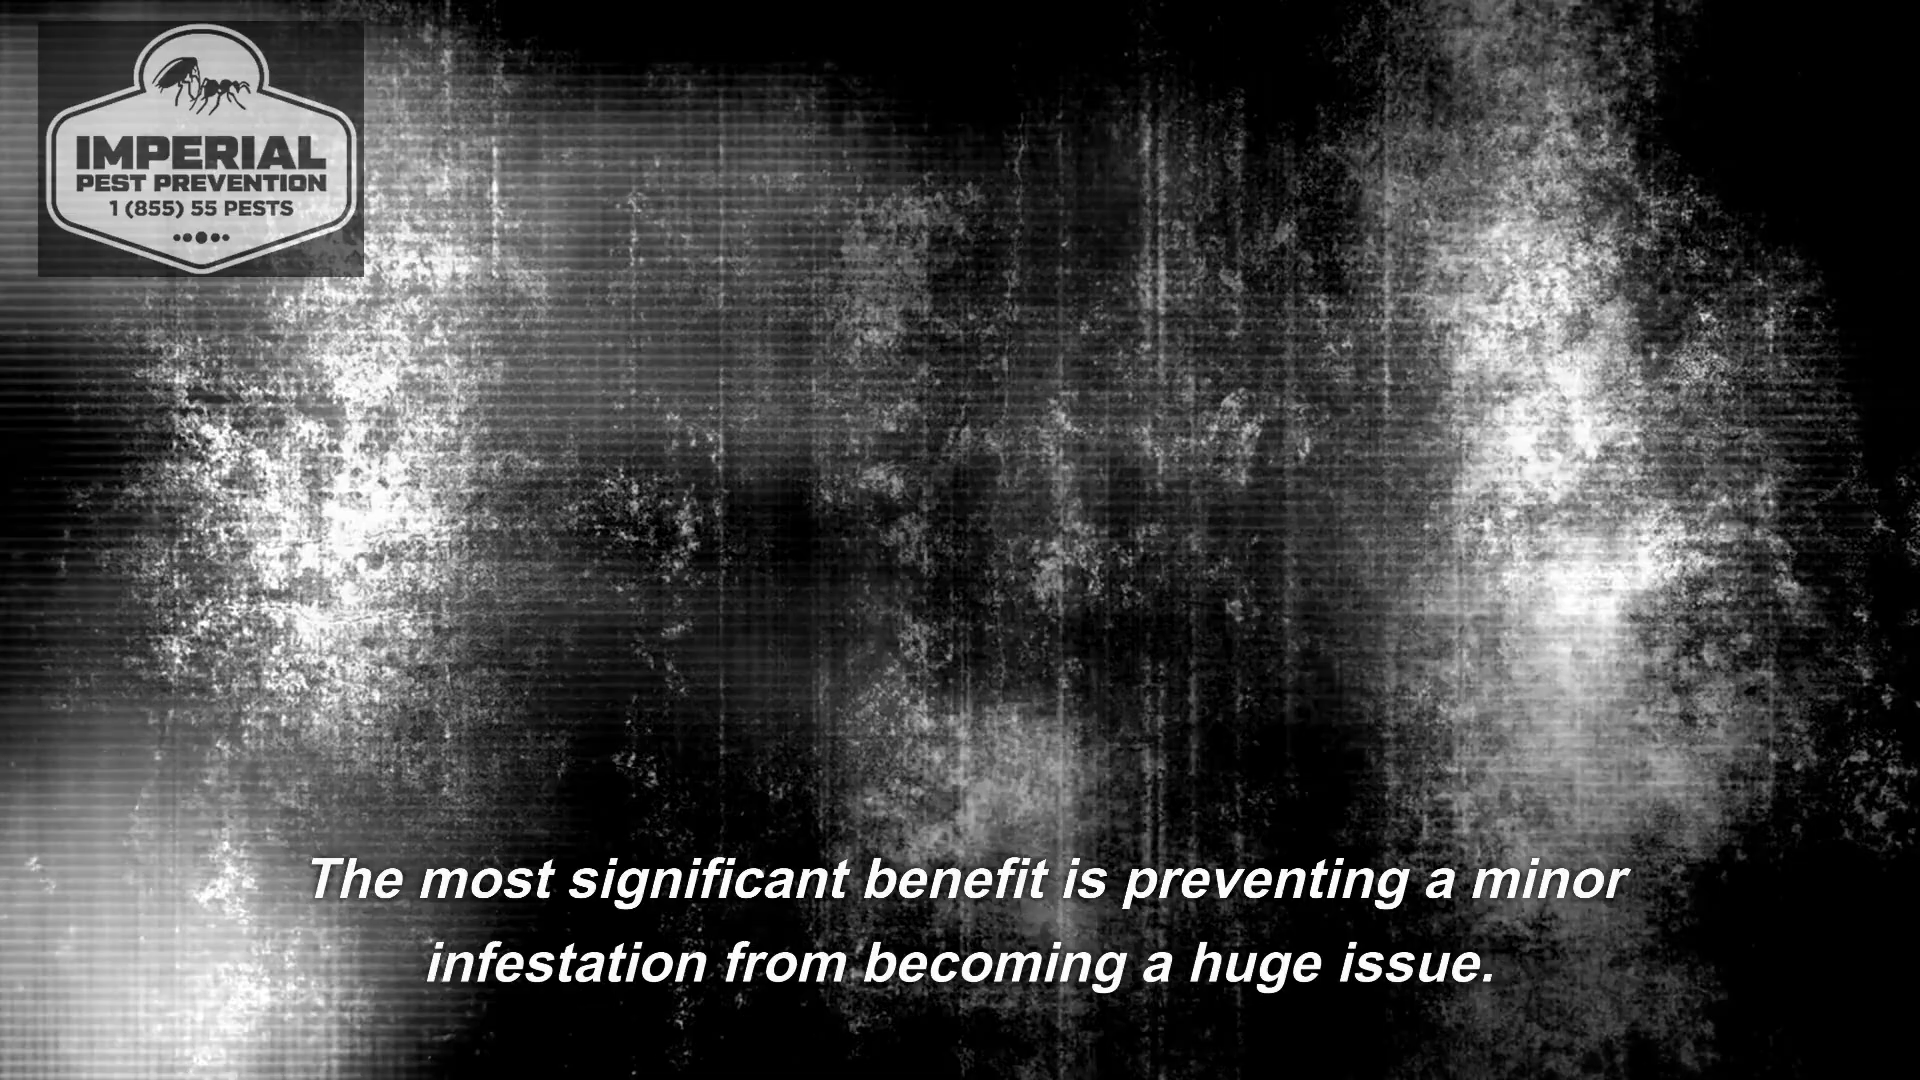 IMPERIAL
PEST PREVENTION
1 (855) 55 PESTS
The most significant benefit is preventing a minor
infestation from becoming a huge issue.